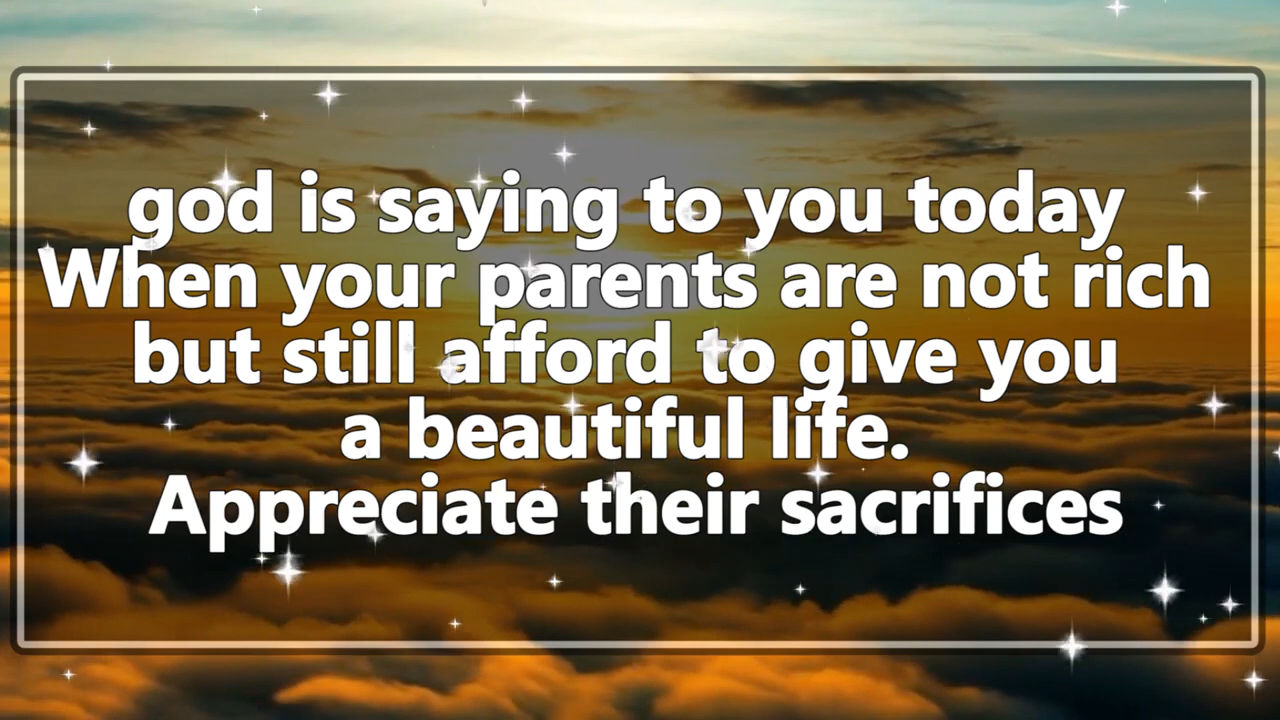 god is saying to you today
When your parents are not rich
but still afford to give you
a beautiful life.
Appreciate their sacrifices